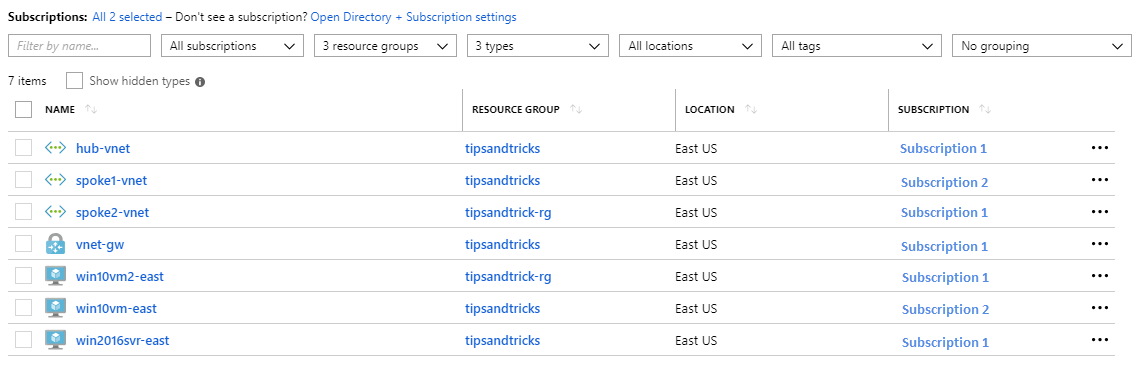 Subscriptions: All 2 selected – Don't see a subscription? Open Directory + Subscription settings
Filter by name... All subscriptions 3 resource groups 3 types All locations All tags No grouping
7 items Show hidden types
NAME RESOURCE GROUP LOCATION SUBSCRIPTION
hub-vnet tipsandtricks East US Subscription 1
spoke1-vnet tipsandtricks East US Subscription 2
spoke2-vnet tipsandtrick-rg East US Subscription 1
vnet-gw tipsandtricks East US Subscription 1
win10vm2-east tipsandtrick-rg East US Subscription 1
win10vm-east tipsandtricks East US Subscription 2
win2016svr-east tipsandtricks East US Subscription 1